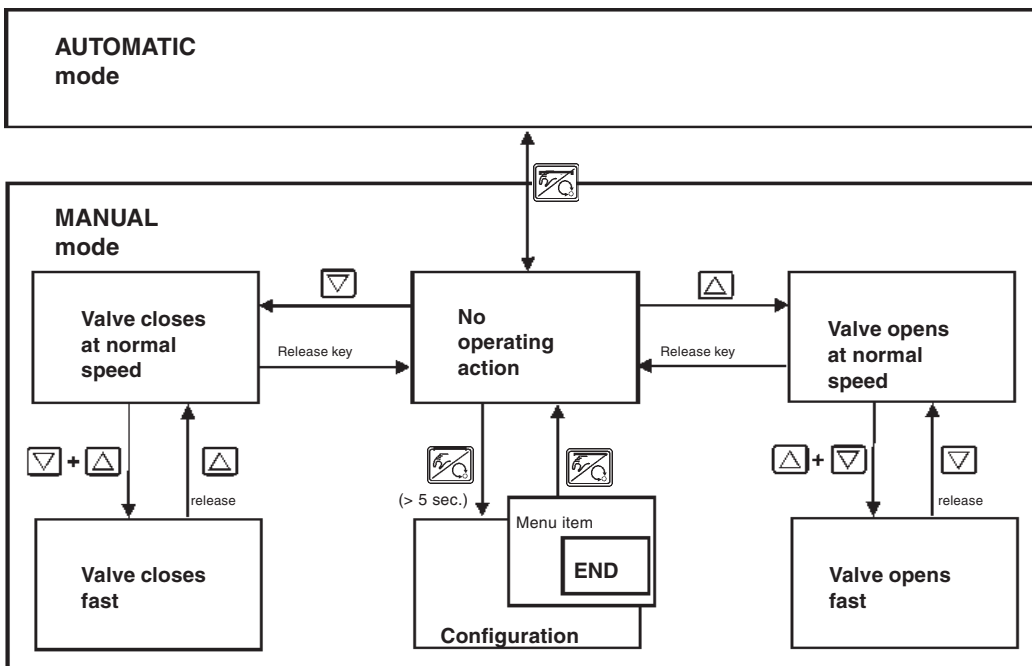 AUTOMATIC
mode
MANUAL
mode
Valve closes
at normal
speed
Release key
No
operating
action
Release key
Valve opens
at normal
speed
+
release
(> 5 sec.)
+
release
Valve closes
fast
Menu item
END
Configuration
Valve opens
fast